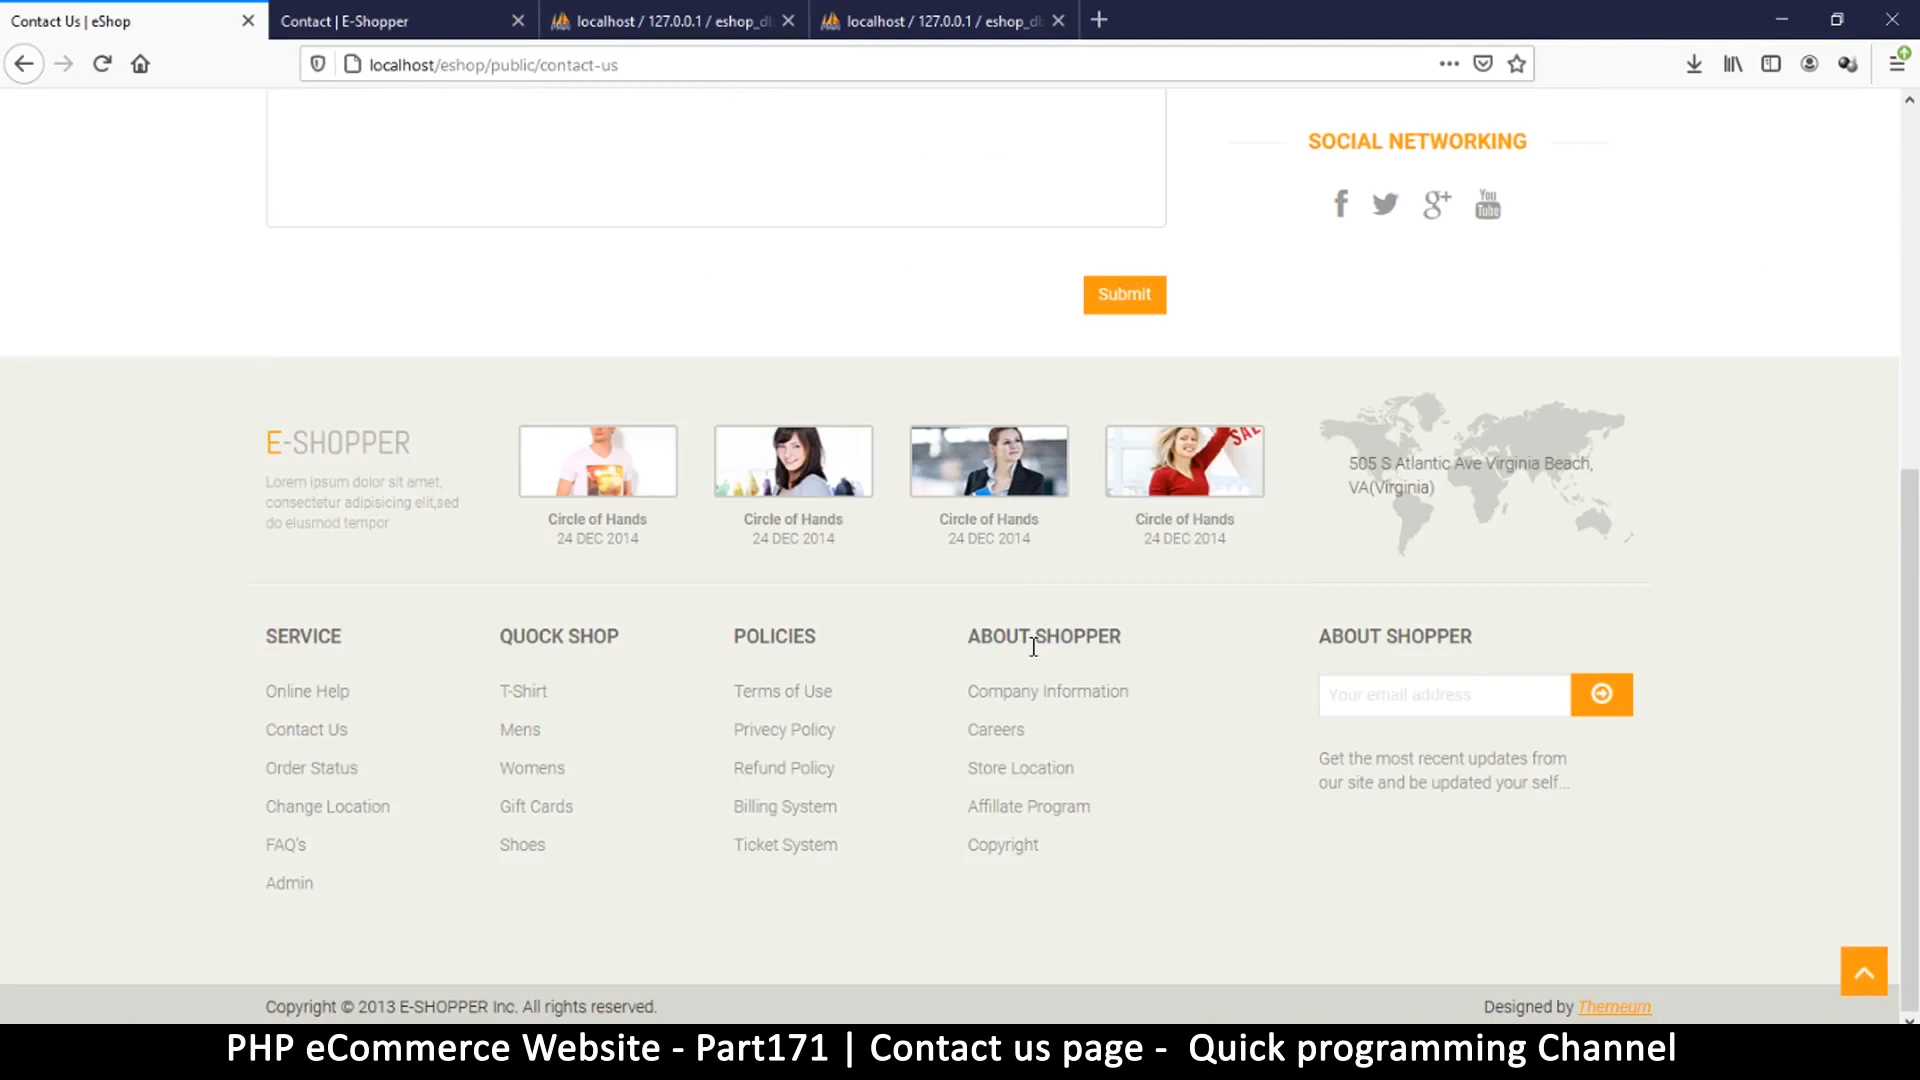 Contact Us | eShop
Contact | E-Shopper
localhost / 127.0.0.1 / eshop_db
localhost / 127.0.0.1 / eshop_db
localhost/eshop/public/contact-us
SOCIAL NETWORKING
You
Tube
Submit
E-SHOPPER
Lorem ipsum dolor sit amet,
consectetur adipisicing elit,sed
do eiusmod tempor
Circle of Hands
24 DEC 2014
Circle of Hands
24 DEC 2014
Circle of Hands
24 DEC 2014
SALE
Circle of Hands
24 DEC 2014
505 S Atlantic Ave Virginia Beach,
VA(Virginia)
SERVICE
Online Help
Contact Us
Order Status
Change Location
FAQ's
Admin
QUOCK SHOP
T-Shirt
Mens
Womens
Gift Cards
Shoes
POLICIES
Terms of Use
Privecy Policy
Refund Policy
Billing System
Ticket System
ABOUT SHOPPER
Company Information
Careers
Store Location
Affillate Program
Copyright
ABOUT SHOPPER
Your email address
Get the most recent updates from
our site and be updated your self...
Copyright © 2013 E-SHOPPER Inc. All rights reserved.
Designed by Themeum
PHP eCommerce Website - Part171 | Contact us page - Quick programming Channel